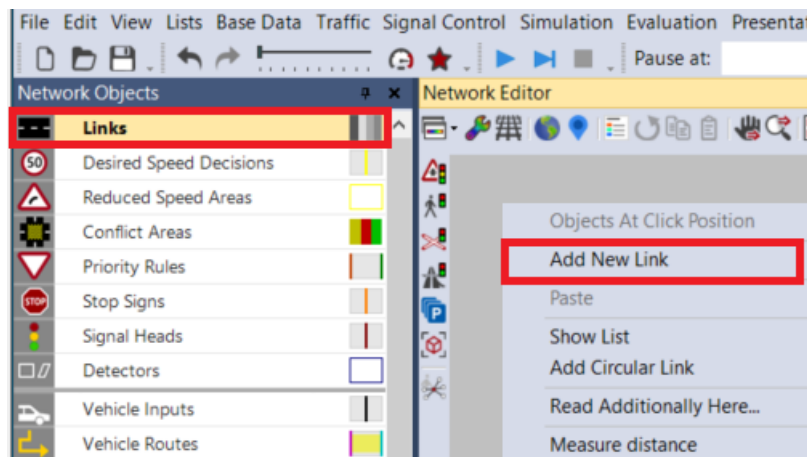 File Edit View Lists Base Data Traffic Signal Control Simulation Evaluation Presenta
Pause at:
Network Objects
Network Editor
Links
50
Desired Speed Decisions
Reduced Speed Areas
Conflict Areas
Priority Rules
STOP
Stop Signs
Signal Heads
Detectors
Vehicle Inputs
Vehicle Routes
P
Objects At Click Position
Add New Link
Paste
Show List
Add Circular Link
Read Additionally Here...
Measure distance